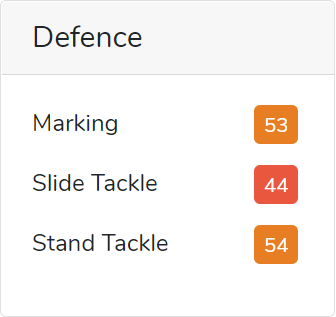 Defence
Marking 53
Slide Tackle 44
Stand Tackle 54